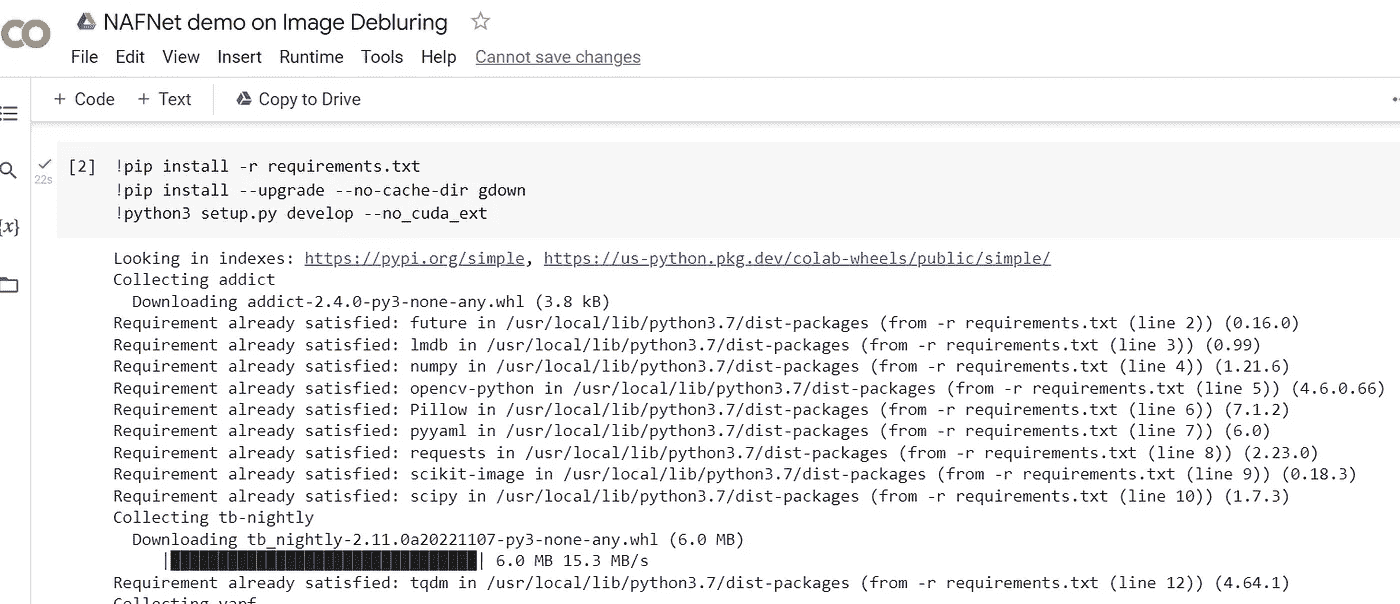 CO
NAFNet demo on Image Debluring
File Edit View Insert Runtime Tools Help Cannot save changes
+ Code + Text Copy to Drive
22s
[2] !pip install -r requirements.txt
!pip install --upgrade --no-cache-dir gdown
!python3 setup.py develop --no_cuda_ext
{x}
Looking in indexes: https://pypi.org/simple, https://us-python.pkg.dev/colab-wheels/public/simple/
Collecting addict
Downloading addict-2.4.0-py3-none-any.whl (3.8 kB)
Requirement already satisfied: future in /usr/local/lib/python3.7/dist-packages (from -r requirements.txt (line 2)) (0.16.0)
Requirement already satisfied: lmdb in /usr/local/lib/python3.7/dist-packages (from -r requirements.txt (line 3)) (0.99)
Requirement already satisfied: numpy in /usr/local/lib/python3.7/dist-packages (from -r requirements.txt (line 4)) (1.21.6)
Requirement already satisfied: opencv-python in /usr/local/lib/python3.7/dist-packages (from -r requirements.txt (line 5)) (4.6.0.66)
Requirement already satisfied: Pillow in /usr/local/lib/python3.7/dist-packages (from -r requirements.txt (line 6)) (7.1.2)
Requirement already satisfied: pyyaml in /usr/local/lib/python3.7/dist-packages (from -r requirements.txt (line 7)) (6.0)
Requirement already satisfied: requests in /usr/local/lib/python3.7/dist-packages (from -r requirements.txt (line 8)) (2.23.0)
Requirement already satisfied: scikit-image in /usr/local/lib/python3.7/dist-packages (from -r requirements.txt (line 9)) (0.18.3)
Requirement already satisfied: scipy in /usr/local/lib/python3.7/dist-packages (from -r requirements.txt (line 10)) (1.7.3)
Collecting tb-nightly
Downloading tb_nightly-2.11.0a20221107-py3-none-any.whl (6.0 MB)
|████████████████████████████████| 6.0 MB 15.3 MB/s
Requirement already satisfied: tqdm in /usr/local/lib/python3.7/dist-packages (from -r requirements.txt (line 12)) (4.64.1)
Collecting yapf